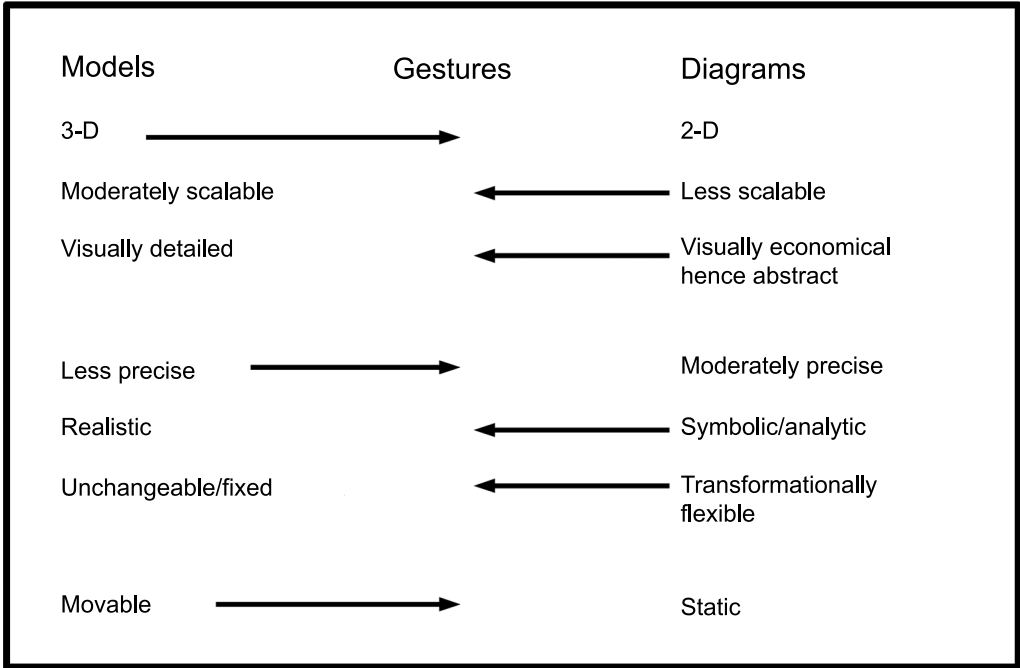 Models Gestures Diagrams
3-D 2-D
Moderately scalable Less scalable
Visually detailed Visually economical
hence abstract
Less precise Moderately precise
Realistic Symbolic/analytic
Unchangeable/fixed Transformationally
flexible
Movable Static